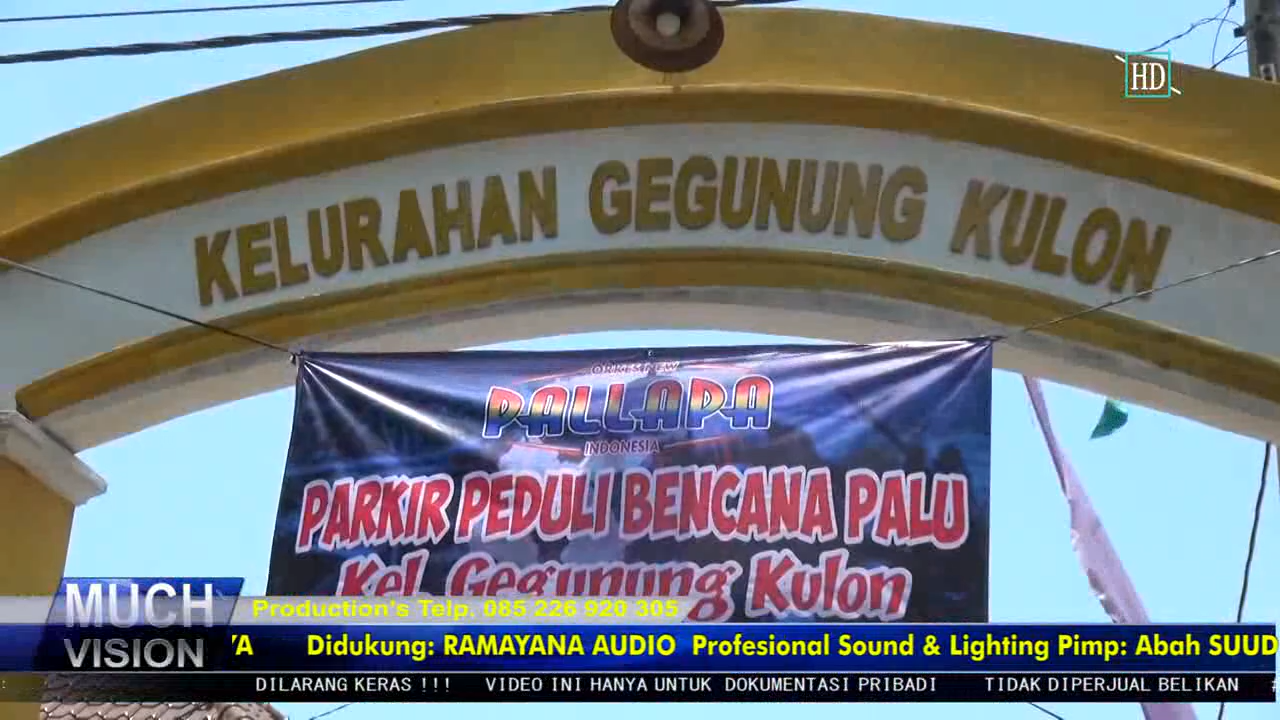 HD
KELURAHAN GEGUNUNG KULON
ORKES NEW
PALLAPA
INDONESIA
PARKIR PEDULI BENCANA PALU
Kel. Gegunung Kulon
MUCH
VISION
Production's Telp. 085 226 920 305
YA Didukung: RAMAYANA AUDIO Profesional Sound & Lighting Pimp: Abah SUUD
DILARANG KERAS !!! VIDEO INI HANYA UNTUK DOKUMENTASI PRIBADI TIDAK DIPERJUAL BELIKAN